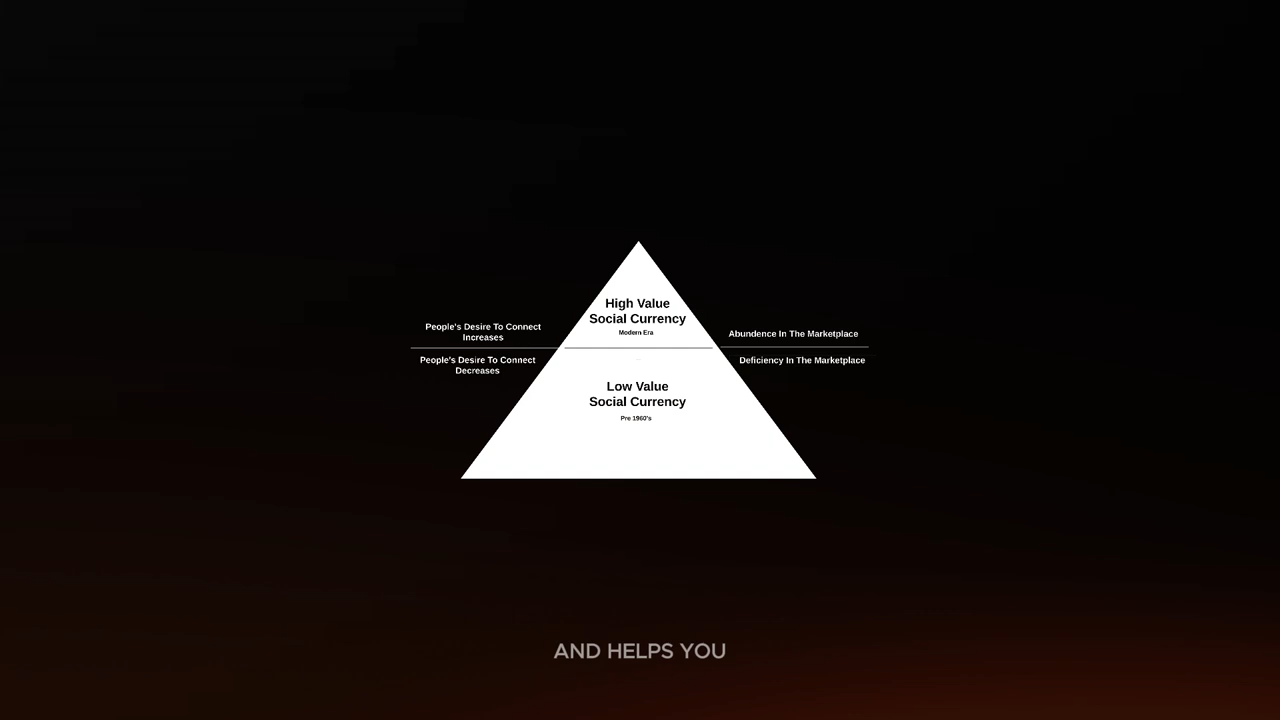 High Value
Social Currency
Modern Era
People's Desire To Connect
Increases
Abundence In The Marketplace
People's Desire To Connect
Decreases
Deficiency In The Marketplace
Low Value
Social Currency
Pre 1960's
AND HELPS YOU